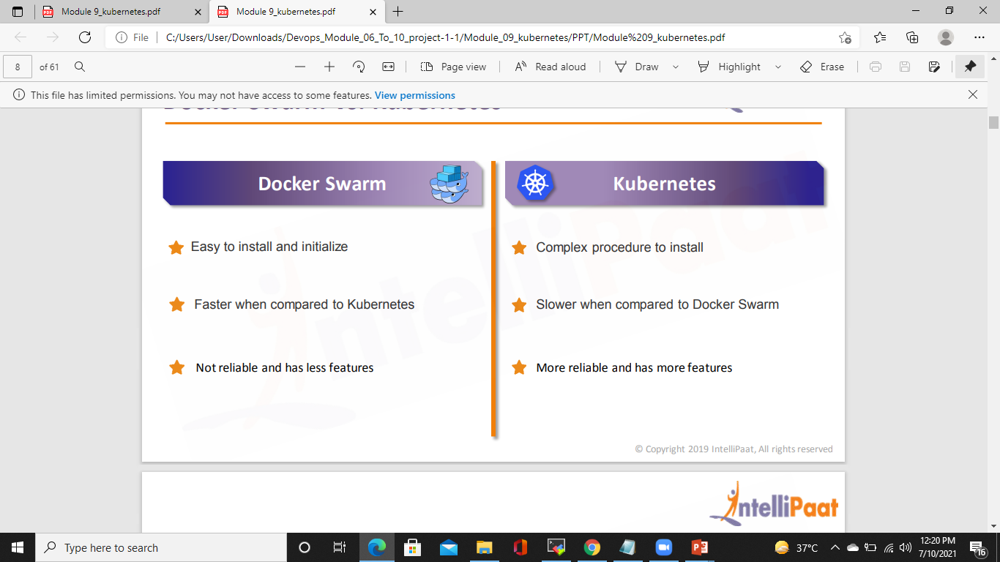 Module 9_kubernetes.pdf
Module 9_kubernetes.pdf
File
C:/Users/User/Downloads/Devops_Module_06_To_10_project-1-1/Module_09_kubernetes/PPT/Module%209_kubernetes.pdf
8 of 61
Page view
Read aloud
Draw
Highlight
Erase
This file has limited permissions. You may not have access to some features. View permissions
Docker Swarm vs. Kubernetes
Docker Swarm
Kubernetes
Easy to install and initialize
Complex procedure to install
Faster when compared to Kubernetes
Slower when compared to Docker Swarm
Not reliable and has less features
More reliable and has more features
IntelliPaat
© Copyright 2019 IntelliPaat, All rights reserved
IntelliPaat
Type here to search
37°C
12:20 PM
7/10/2021
16